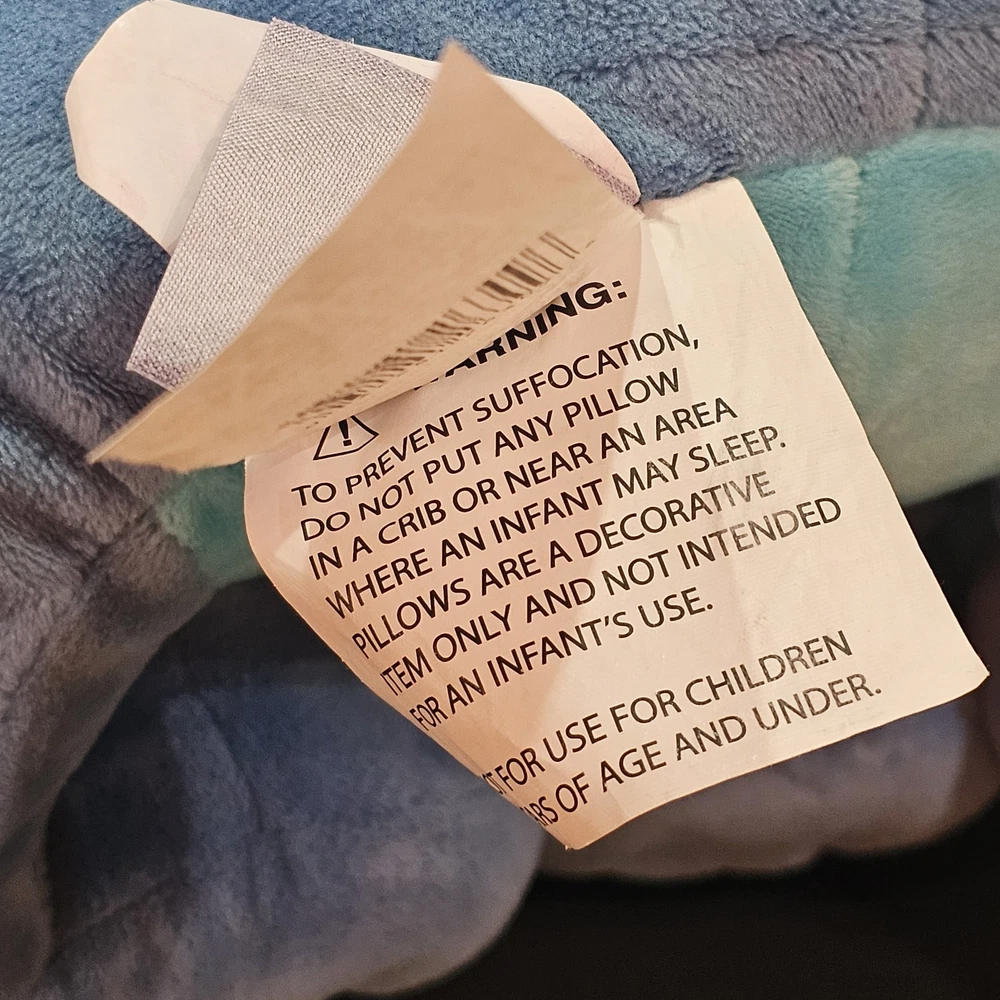 WARNING:
TO PREVENT SUFFOCATION,
DO NOT PUT ANY PILLOW
IN A CRIB OR NEAR AN AREA
WHERE AN INFANT MAY SLEEP.
PILLOWS ARE A DECORATIVE
ITEM ONLY AND NOT INTENDED
FOR AN INFANT'S USE.
FOR USE FOR CHILDREN
OF AGE AND UNDER.